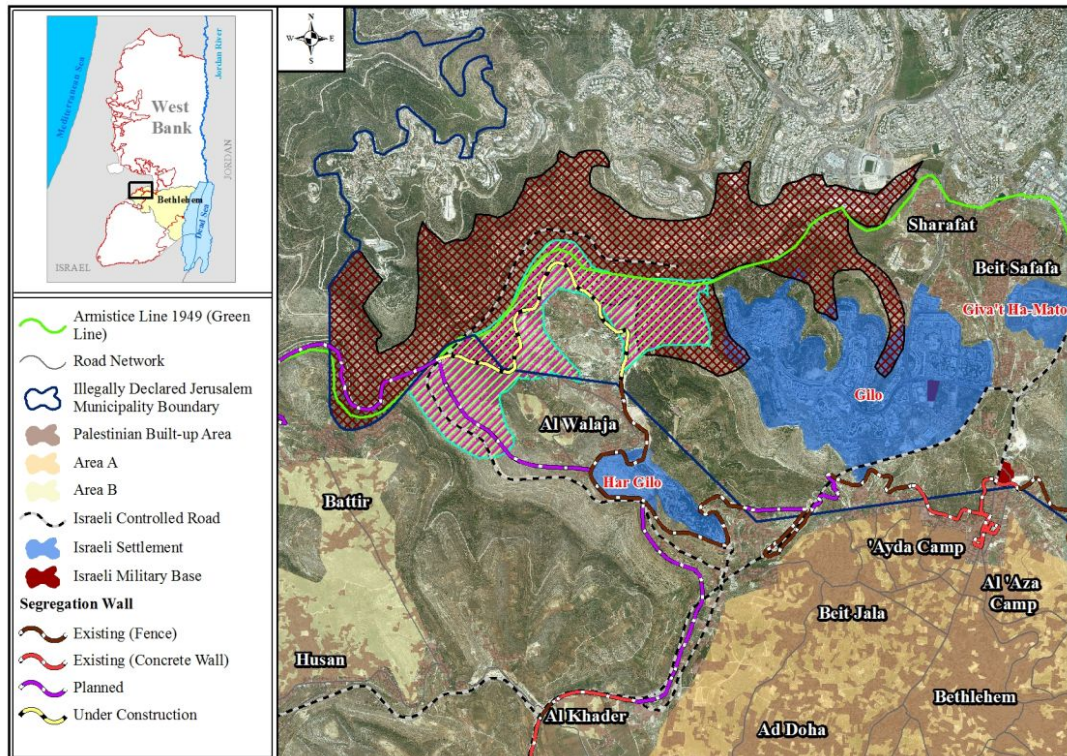 N
W
E
S
Mediterranean Sea
Jordan River
West
Bank
JORDAN
Bethlehem
Dead Sea
ISRAEL
Armistice Line 1949 (Green
Line)
Road Network
Illegally Declared Jerusalem
Municipality Boundary
Palestinian Built-up Area
Area A
Area B
Israeli Controlled Road
Israeli Settlement
Israeli Military Base
Segregation Wall
Existing (Fence)
Existing (Concrete Wall)
Planned
Under Construction
Sharafat
Beit Safafa
Giva't Ha-Mato
Gilo
Al Walaja
Har Gilo
Battir
'Ayda Camp
Al 'Aza
Camp
Beit Jala
Husan
Bethlehem
Al Khader
Ad Doha